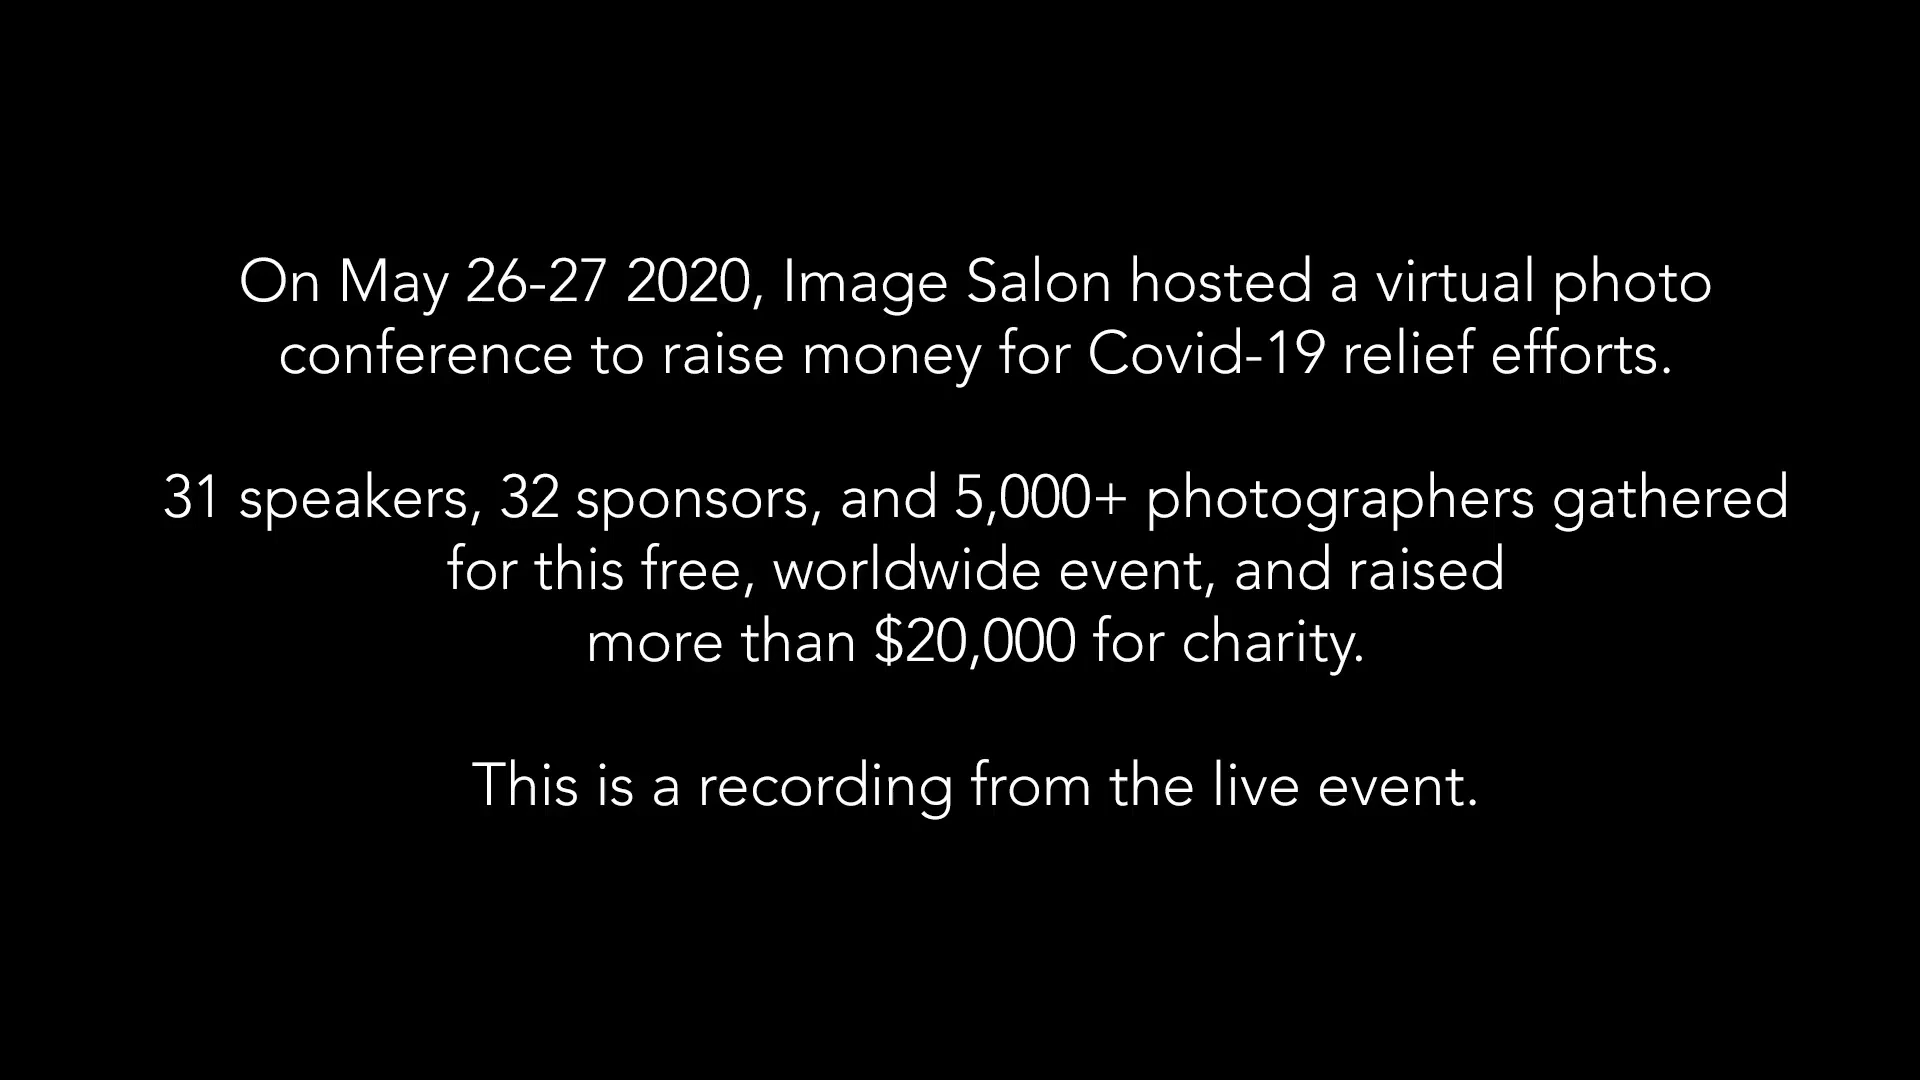 On May 26-27 2020, Image Salon hosted a virtual photo
conference to raise money for Covid-19 relief efforts.
31 speakers, 32 sponsors, and 5,000+ photographers gathered
for this free, worldwide event, and raised
more than $20,000 for charity.
This is a recording from the live event.